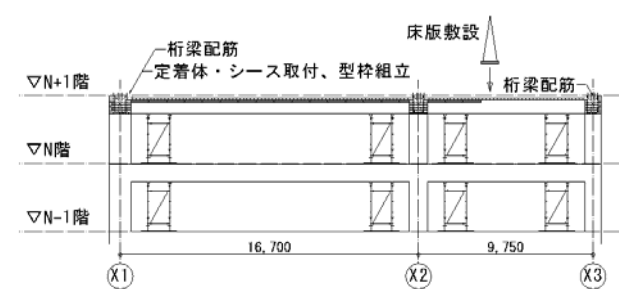 床版敷設
桁梁配筋
定着体・シース取付、型枠組立
桁梁配筋
▽N+1階
▽N階
▽N-1階
16,700
9,750
X1
X2
X3